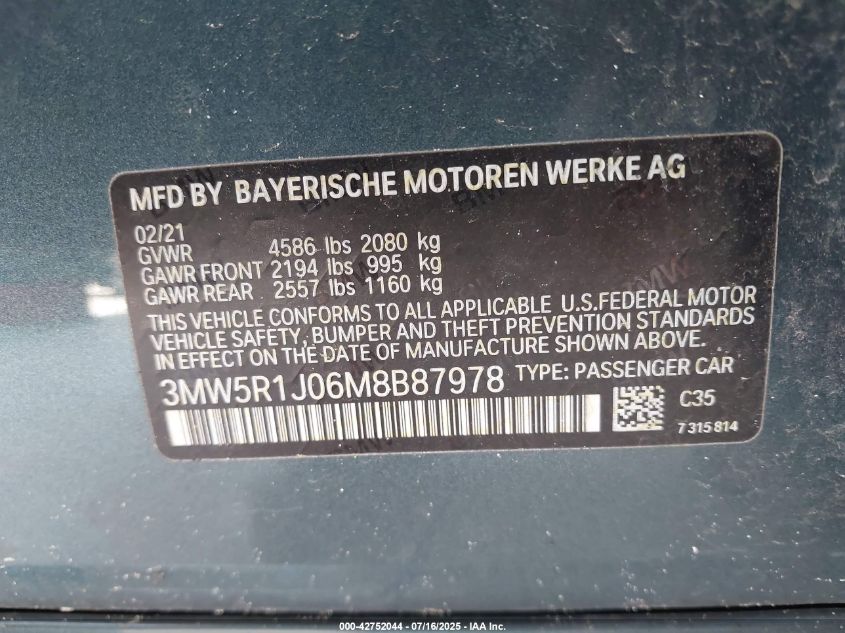 MFD BY BAYERISCHE MOTOREN WERKE AG
02/21
GVWR 4586 lbs 2080 kg
GAWR FRONT 2194 lbs 995 kg
GAWR REAR 2557 lbs 1160 kg
THIS VEHICLE CONFORMS TO ALL APPLICABLE U.S.FEDERAL MOTOR
VEHICLE SAFETY, BUMPER AND THEFT PREVENTION STANDARDS
IN EFFECT ON THE DATE OF MANUFACTURE SHOWN ABOVE.
3MW5R1J06M8B87978 TYPE: PASSENGER CAR
C35
7 315 814
000-42752044 : 07/16/2025 - IAA Inc.